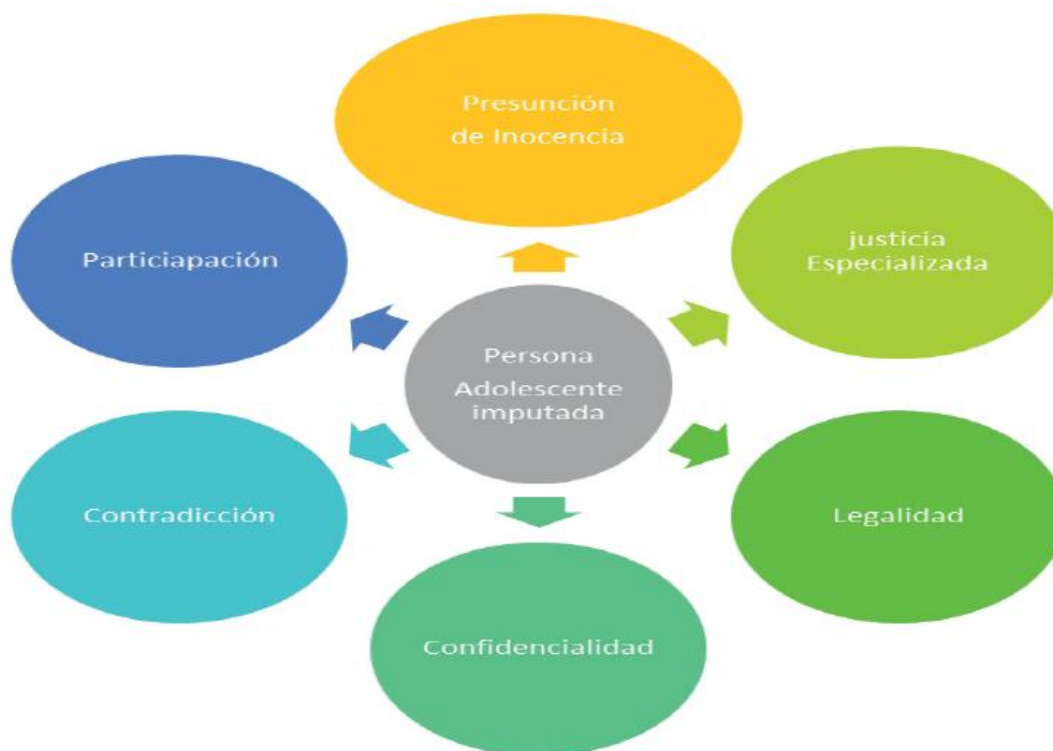 Presunción
de Inocencia
justicia
Especializada
Legalidad
Confidencialidad
Contradicción
Particiapación
Persona
Adolescente
imputada